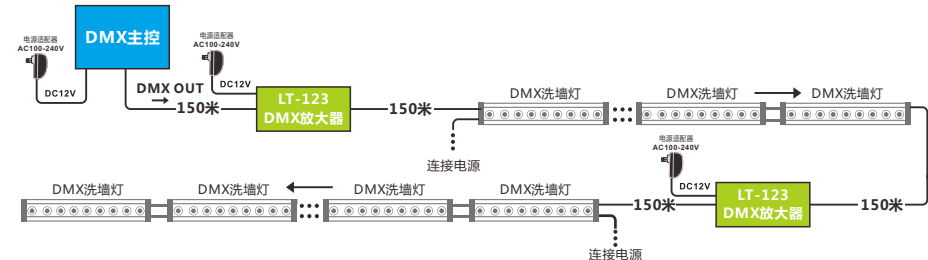 电源适配器
AC100-240V
DC12V
DMX主控
DMX OUT
150米
电源适配器
AC100-240V
DC12V
LT-123
DMX放大器
150米
DMX洗墙灯
DMX洗墙灯
DMX洗墙灯
连接电源
电源适配器
AC100-240V
DC12V
LT-123
DMX放大器
150米
150米
DMX洗墙灯
DMX洗墙灯
DMX洗墙灯
DMX洗墙灯
连接电源